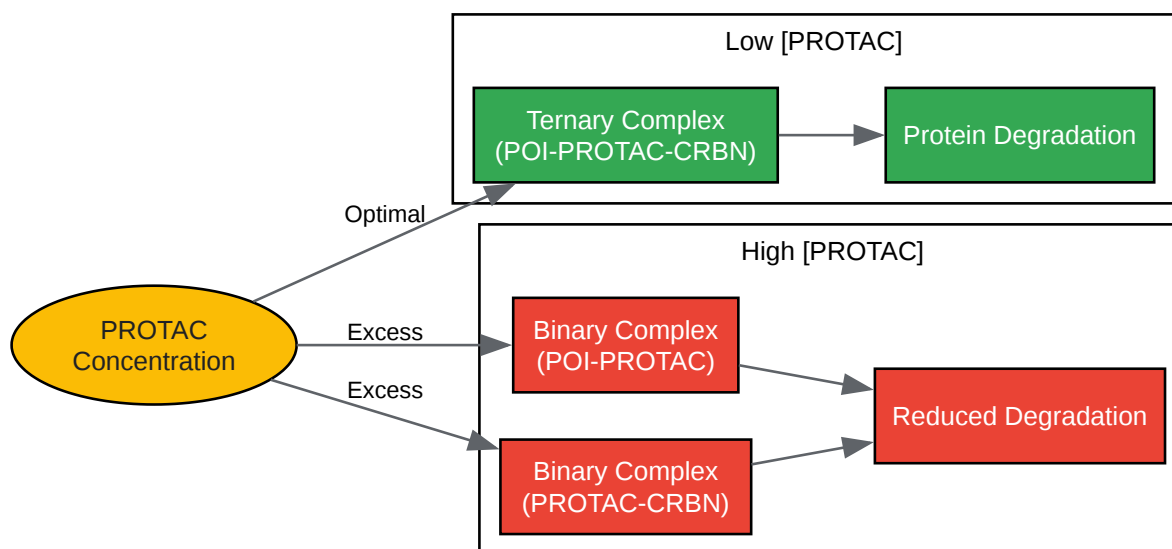 Low [PROTAC]
Ternary Complex
(POI-PROTAC-CRBN)
Protein Degradation
Optimal
High [PROTAC]
PROTAC
Concentration
Excess
Binary Complex
(POI-PROTAC)
Excess
Binary Complex
(PROTAC-CRBN)
Reduced Degradation